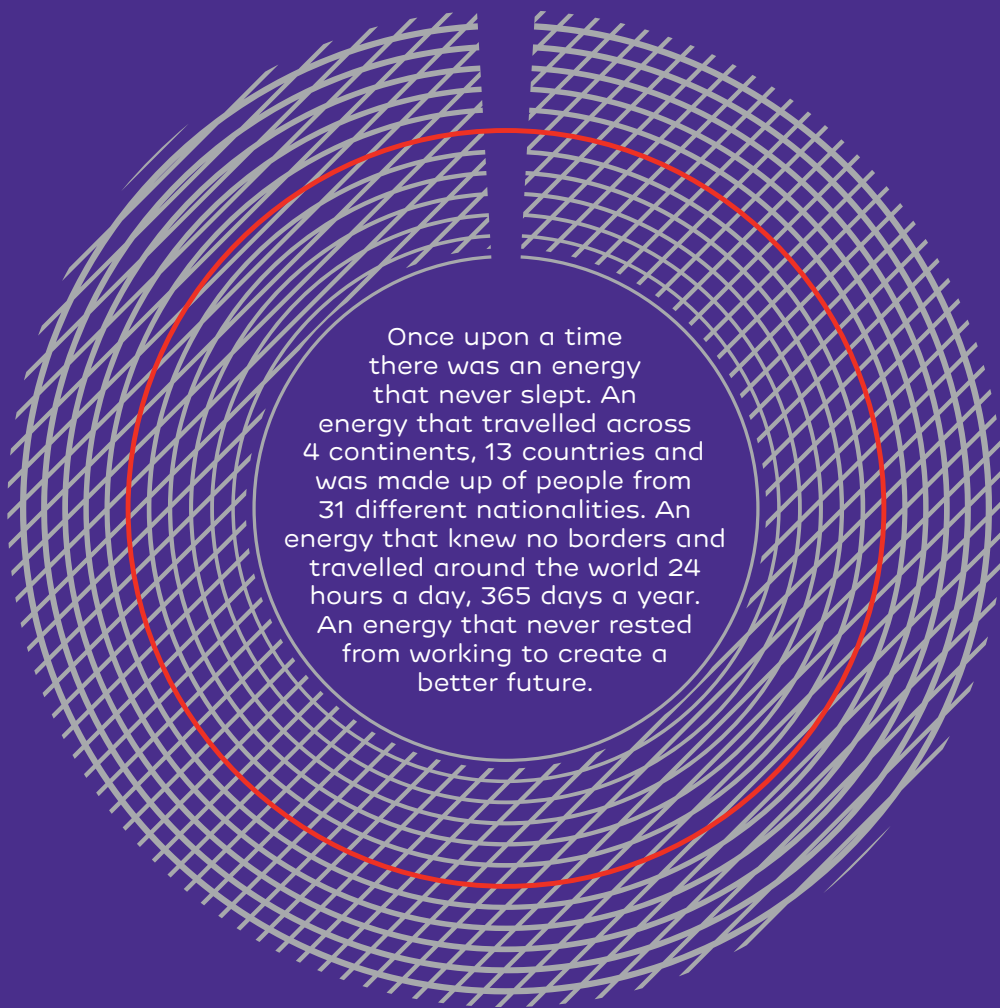 Once upon a time
there was an energy
that never slept. An
energy that travelled across
4 continents, 13 countries and
was made up of people from
31 different nationalities. An
energy that knew no borders and
travelled around the world 24
hours a day, 365 days a year.
An energy that never rested
from working to create a
better future.